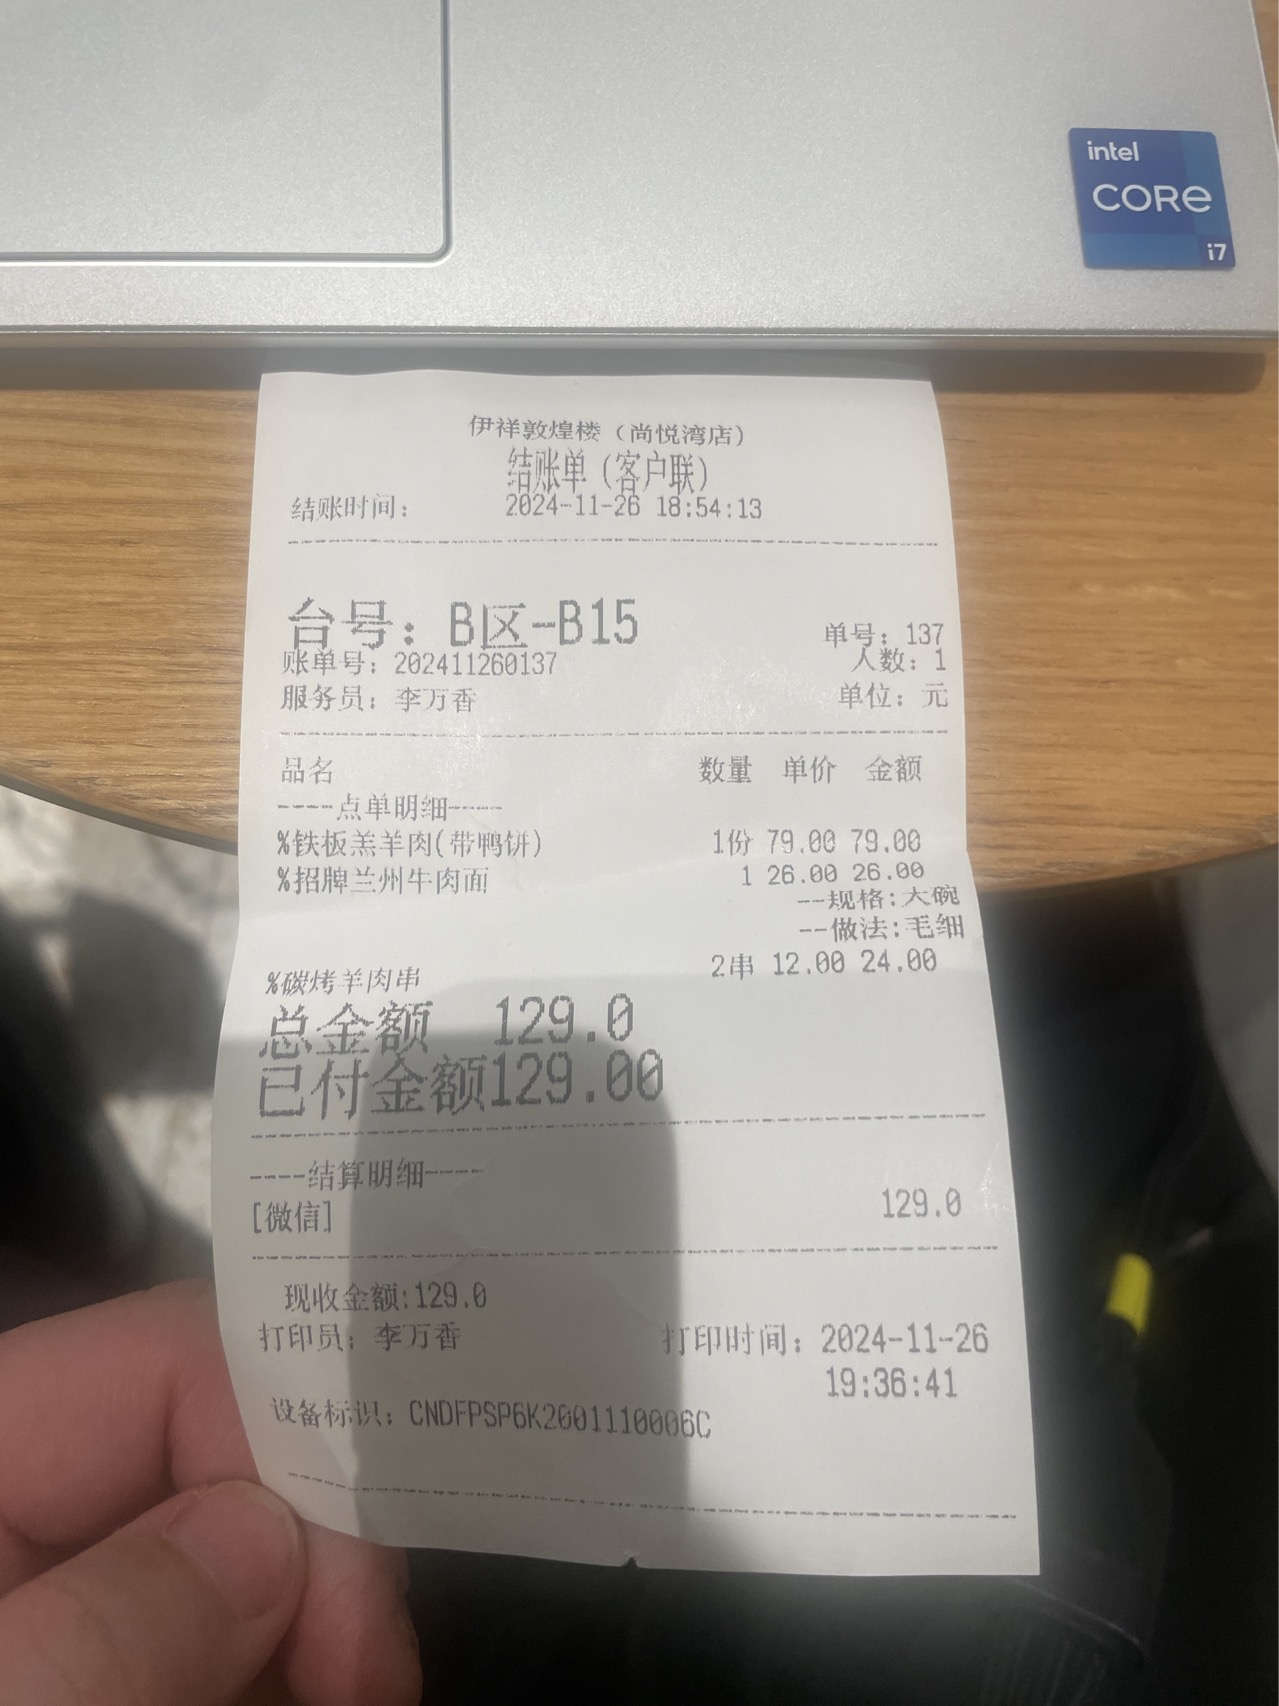 intel
CORe
i7
伊祥敦煌楼（尚悦湾店）
结账单（客户联）
结账时间： 2024-11-26 18:54:13
台号：B区-B15 单号：137
账单号：202411260137 人数：1
服务员：李万香 单位：元
品名 数量 单价 金额
----点单明细----
%铁板羔羊肉(带鸭饼) 1份 79.00 79.00
%招牌兰州牛肉面 1 26.00 26.00
--规格:大碗
--做法:毛细
%碳烤羊肉串 2串 12.00 24.00
总金额 129.0
已付金额129.00
----结算明细----
[微信] 129.0
现收金额:129.0
打印员：李万香 打印时间：2024-11-26
19:36:41
设备标识：CNDFPSP6K2001110006C